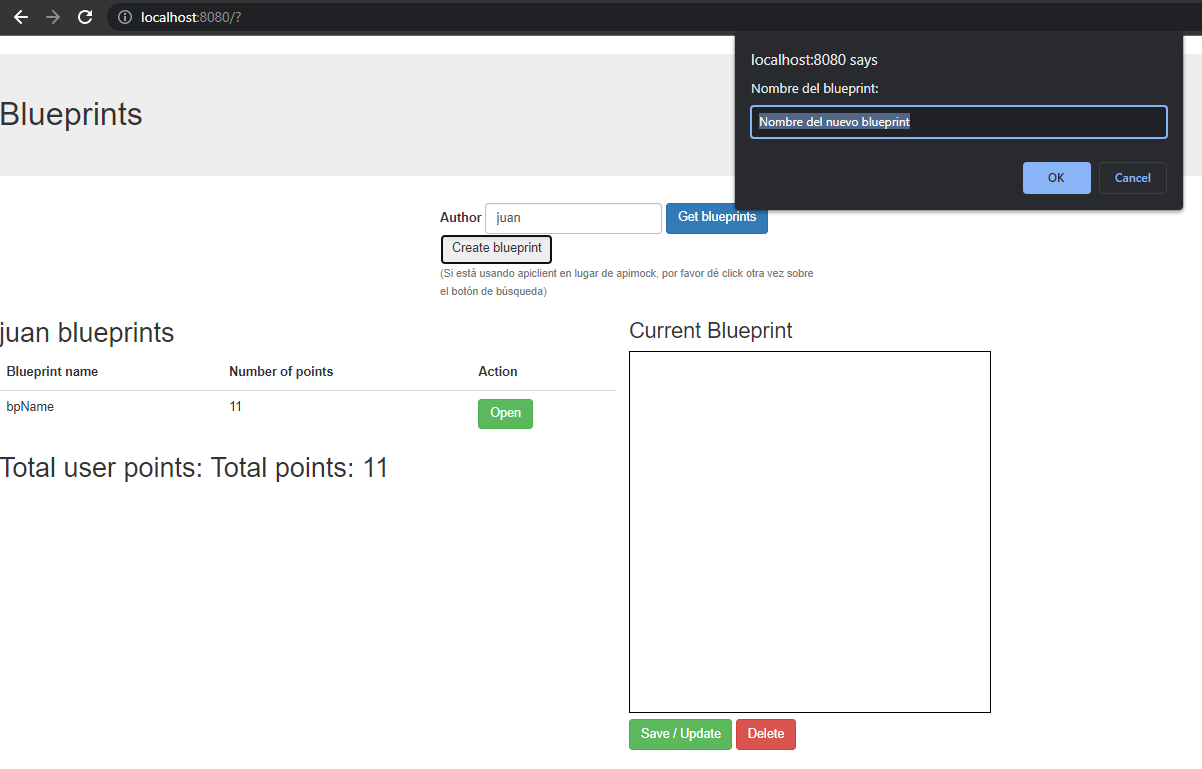 localhost:8080/?
localhost:8080 says
Nombre del blueprint:
Nombre del nuevo blueprint
OK
Cancel
Blueprints
Author juan Get blueprints
Create blueprint
(Si está usando apiclient en lugar de apimock, por favor dé click otra vez sobre
el botón de búsqueda)
juan blueprints
Blueprint name Number of points Action
bpName 11 Open
Total user points: Total points: 11
Current Blueprint
Save / Update Delete